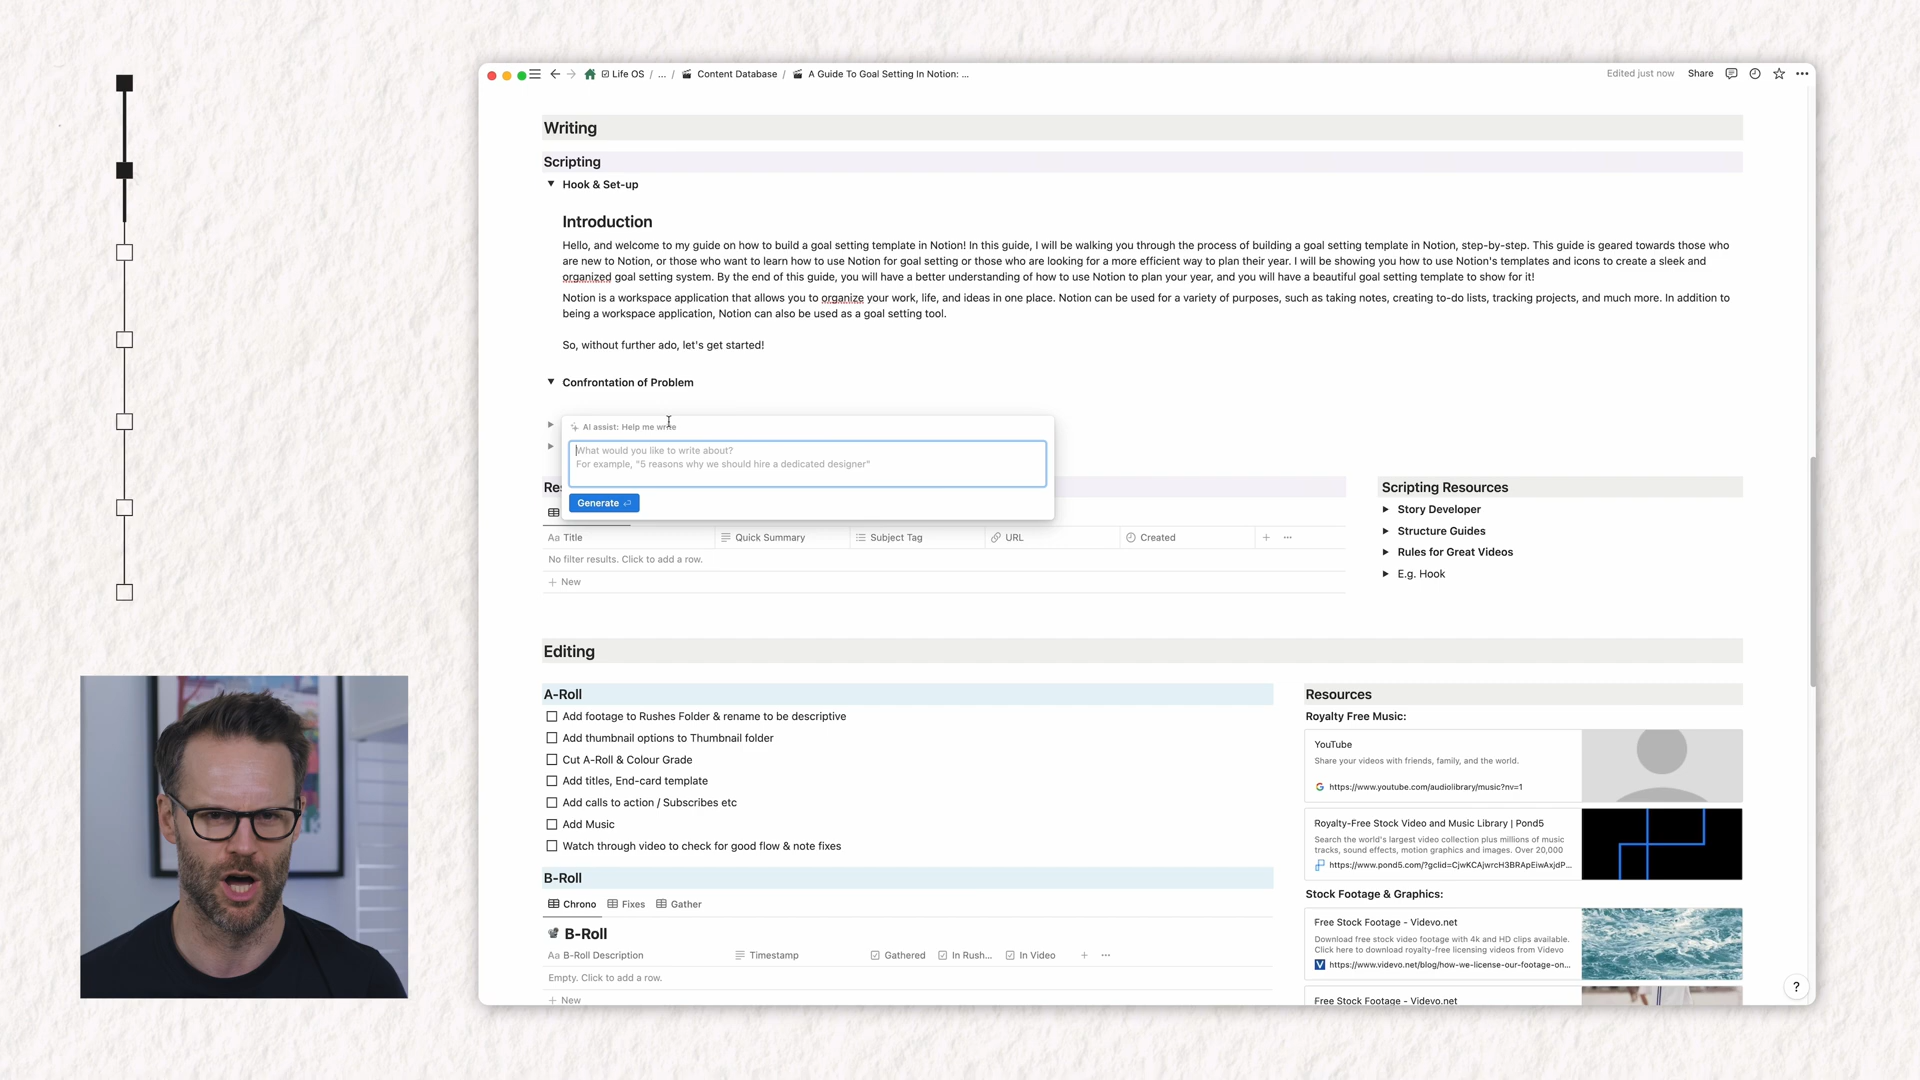 Life OS / ... / Content Database / A Guide To Goal Setting In Notion: ...
Edited just now Share
Writing
Scripting
Hook & Set-up
Introduction
Hello, and welcome to my guide on how to build a goal setting template in Notion! In this guide, I will be walking you through the process of building a goal setting template in Notion, step-by-step. This guide is geared towards those who
are new to Notion, or those who want to learn how to use Notion for goal setting or those who are looking for a more efficient way to plan their year. I will be showing you how to use Notion's templates and icons to create a sleek and
organized goal setting system. By the end of this guide, you will have a better understanding of how to use Notion to plan your year, and you will have a beautiful goal setting template to show for it!
Notion is a workspace application that allows you to organize your work, life, and ideas in one place. Notion can be used for a variety of purposes, such as taking notes, creating to-do lists, tracking projects, and much more. In addition to
being a workspace application, Notion can also be used as a goal setting tool.
So, without further ado, let's get started!
Confrontation of Problem
AI assist: Help me write
What would you like to write about?
For example, "5 reasons why we should hire a dedicated designer"
Generate
Aa Title Quick Summary Subject Tag URL Created + ...
No filter results. Click to add a row.
+ New
Scripting Resources
Story Developer
Structure Guides
Rules for Great Videos
E.g. Hook
Editing
A-Roll
Add footage to Rushes Folder & rename to be descriptive
Add thumbnail options to Thumbnail folder
Cut A-Roll & Colour Grade
Add titles, End-card template
Add calls to action / Subscribes etc
Add Music
Watch through video to check for good flow & note fixes
B-Roll
Chrono Fixes Gather
B-Roll
Aa B-Roll Description Timestamp Gathered In Rush... In Video + ...
Empty. Click to add a row.
+ New
Resources
Royalty Free Music:
YouTube
Share your videos with friends, family, and the world.
https://www.youtube.com/audiolibrary/music?nv=1
Royalty-Free Stock Video and Music Library | Pond5
Search the world's largest video collection plus millions of music
tracks, sound effects, motion graphics and images. Over 20,000
https://www.pond5.com/?gclid=CjwKCAjwrcH3BRApEiwAxjdP...
Stock Footage & Graphics:
Free Stock Footage - Videvo.net
Download free stock video footage with 4k and HD clips available.
Click here to download royalty-free licensing videos from Videvo
https://www.videvo.net/blog/how-we-license-our-footage-on...
Free Stock Footage - Videvo.net
?